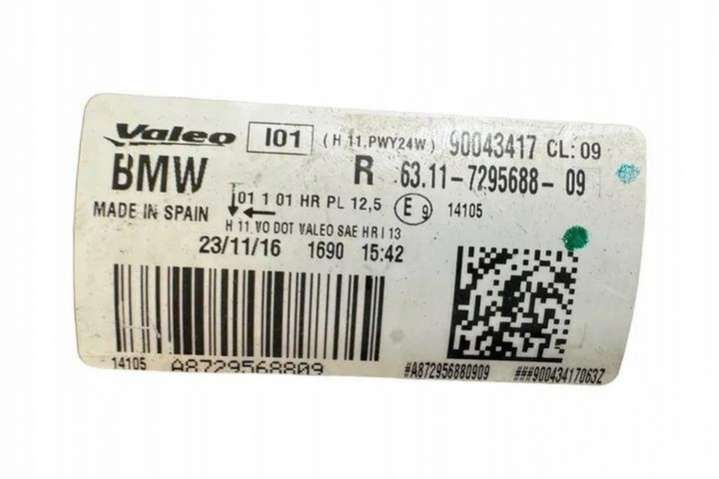 Valeo I01 (H 11,PWY24W) 90043417 CL: 09
BMW R 63.11-7295688-09
MADE IN SPAIN 01 1 01 HR PL 12,5 E9 14105
H 11 VO DOT VALEO SAE HR I 13
23/11/16 1690 15:42
14105 A8729568809 #A872956880909 ###90043417063Z